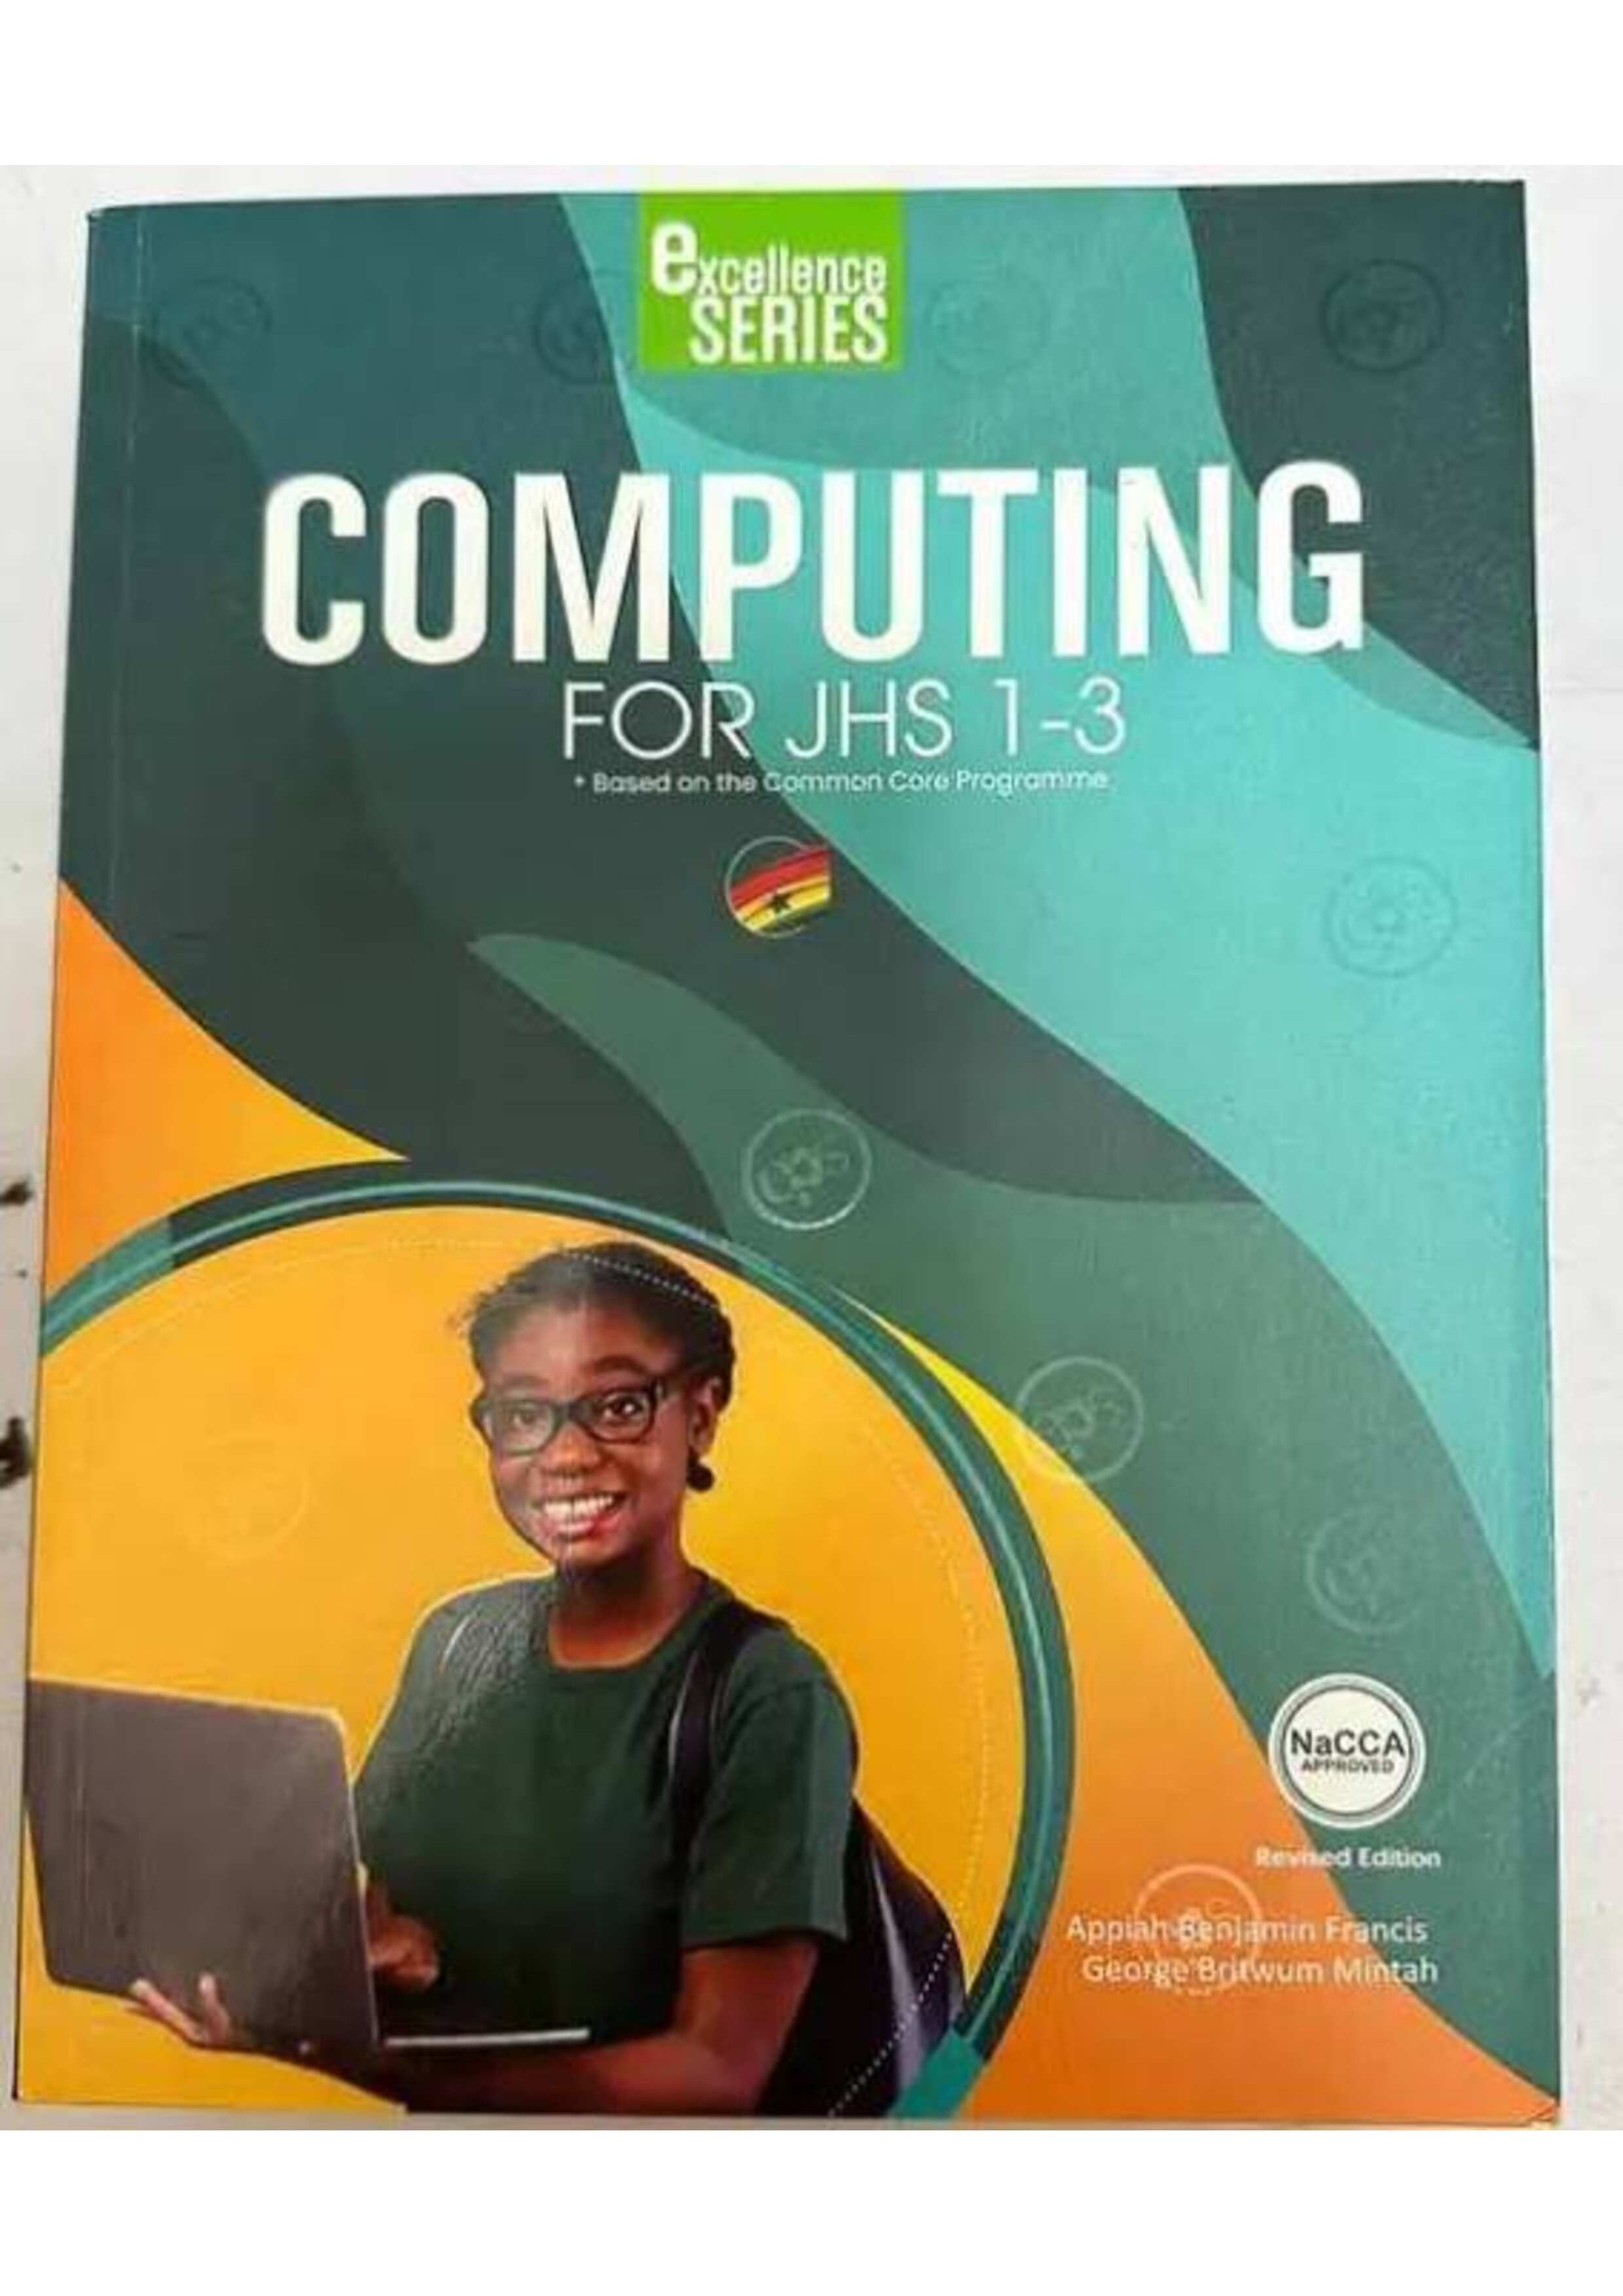 excellence
SERIES
COMPUTING
FOR JHS 1-3
* Based on the Common Core Programme
NaCCA
APPROVED
Revised Edition
Appiah Benjamin Francis
George Britwum Mintah